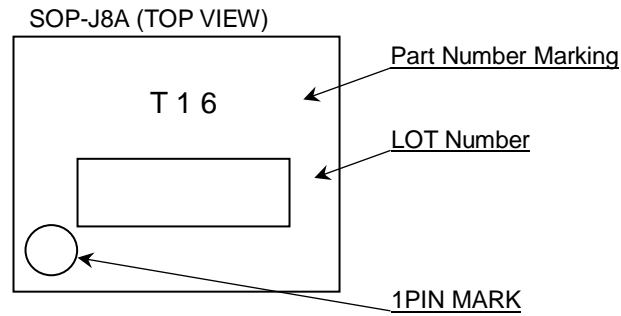 SOP-J8A (TOP VIEW)
Part Number Marking
T 1 6
LOT Number
1PIN MARK